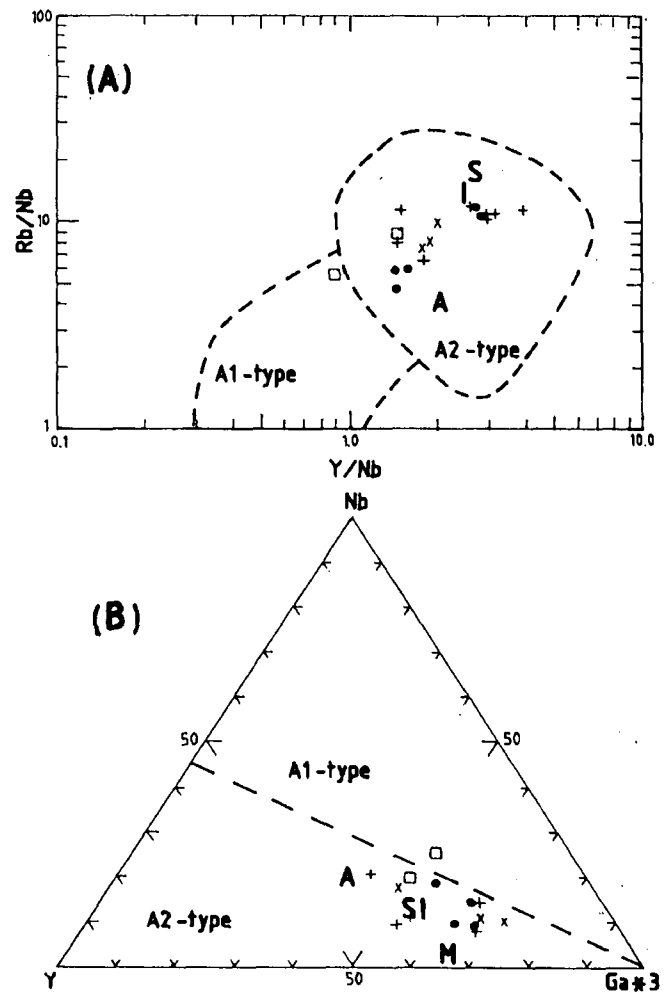 100
(A)
S
I
10
Rb/Nb
A
A2-type
A1-type
1
0.1
1.0
10.0
Y/Nb
Nb
(B)
50
50
A1-type
A
SI
A2-type
M
Y
50
Ga*3